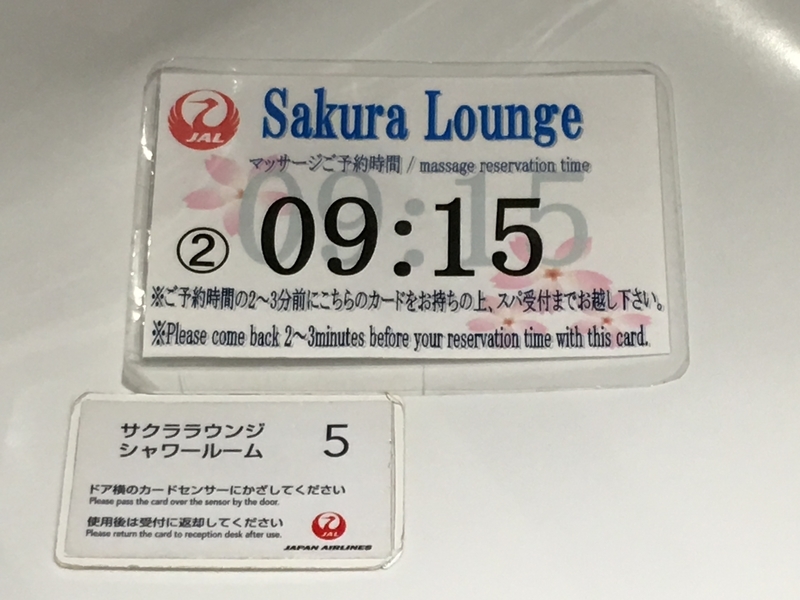 JAL
Sakura Lounge
マッサージご予約時間 / massage reservation time
② 09:15
※ご予約時間の2～3分前にこちらのカードをお持ちの上、スパ受付までお越し下さい。
※Please come back 2～3minutes before your reservation time with this card.
サクララウンジ 5
シャワールーム
ドア横のカードセンサーにかざしてください
Please pass the card over the sensor by the door.
使用後は受付に返却してください
Please return the card to reception desk after use.
JAL
JAPAN AIRLINES